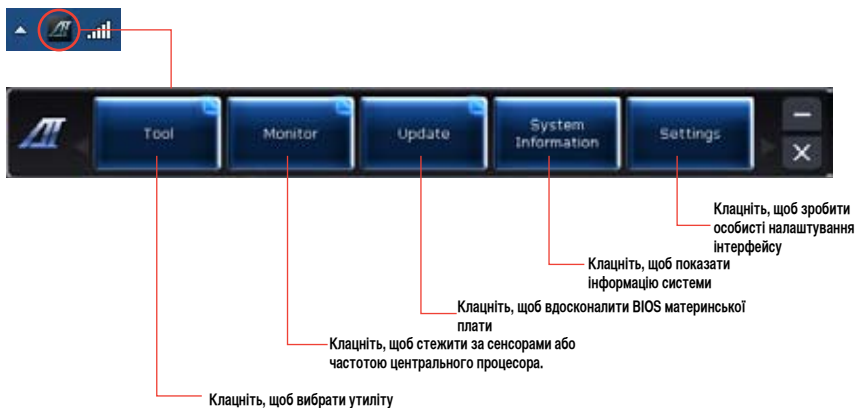 Tool
Monitor
Update
System
Information
Settings
Клацніть, щоб зробити
особисті налаштування
інтерфейсу
Клацніть, щоб показати
інформацію системи
Клацніть, щоб вдосконалити BIOS материнської
плати
Клацніть, щоб стежити за сенсорами або
частотою центрального процесора.
Клацніть, щоб вибрати утиліту